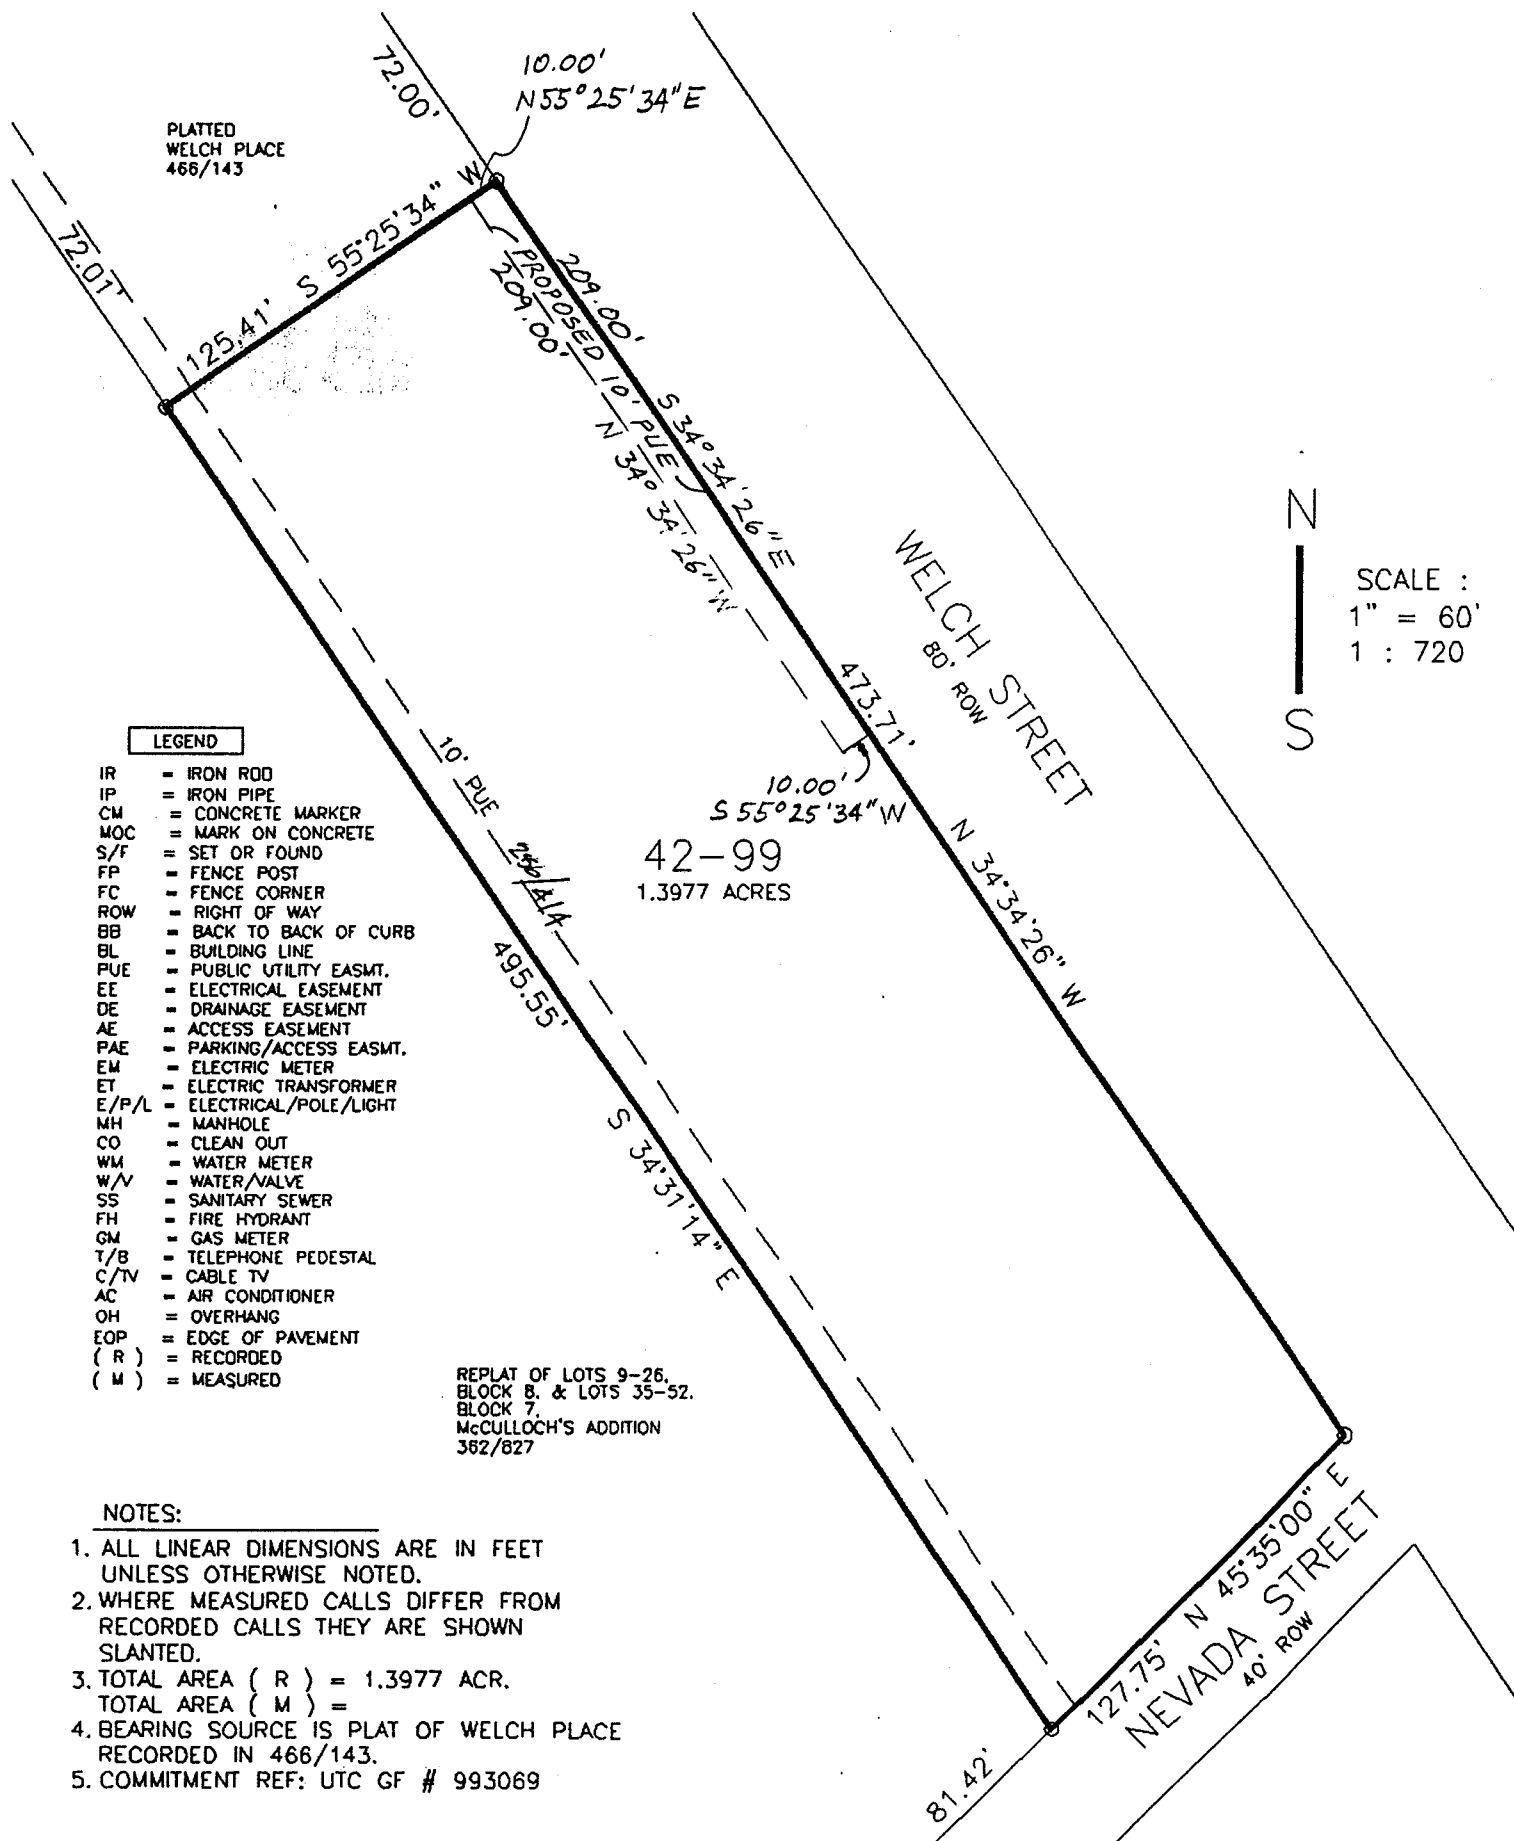 72.00'
10.00'
N 55°25'34" E
PLATTED
WELCH PLACE
466/143
72.01'
125.41' S 55°25'34" W
PROPOSED 10' PUE
209.00'
N 34°34'26" W
209.00'
S 34°34'26" E
WELCH STREET
80' ROW
N
S
SCALE :
1" = 60'
1 : 720
473.71'
N 34°34'26" W
10.00'
S 55°25'34" W
42-99
1.3977 ACRES
10' PUE
495.55'
S 34°31'14" E
LEGEND
IR = IRON ROD
IP = IRON PIPE
CM = CONCRETE MARKER
MOC = MARK ON CONCRETE
S/F = SET OR FOUND
FP = FENCE POST
FC = FENCE CORNER
ROW = RIGHT OF WAY
BB = BACK TO BACK OF CURB
BL = BUILDING LINE
PUE = PUBLIC UTILITY EASMT.
EE = ELECTRICAL EASEMENT
DE = DRAINAGE EASEMENT
AE = ACCESS EASEMENT
PAE = PARKING/ACCESS EASMT.
EM = ELECTRIC METER
ET = ELECTRIC TRANSFORMER
E/P/L = ELECTRICAL/POLE/LIGHT
MH = MANHOLE
CO = CLEAN OUT
WM = WATER METER
W/V = WATER/VALVE
SS = SANITARY SEWER
FH = FIRE HYDRANT
GM = GAS METER
T/B = TELEPHONE PEDESTAL
C/TV = CABLE TV
AC = AIR CONDITIONER
OH = OVERHANG
EOP = EDGE OF PAVEMENT
( R ) = RECORDED
( M ) = MEASURED
REPLAT OF LOTS 9-26,
BLOCK 8, & LOTS 35-52,
BLOCK 7,
McCULLOCH'S ADDITION
362/827
127.75' N 45°35'00" E
NEVADA STREET
40' ROW
81.42'
NOTES:
1. ALL LINEAR DIMENSIONS ARE IN FEET
UNLESS OTHERWISE NOTED.
2. WHERE MEASURED CALLS DIFFER FROM
RECORDED CALLS THEY ARE SHOWN
SLANTED.
3. TOTAL AREA ( R ) = 1.3977 ACR.
TOTAL AREA ( M ) =
4. BEARING SOURCE IS PLAT OF WELCH PLACE
RECORDED IN 466/143.
5. COMMITMENT REF: UTC GF # 993069